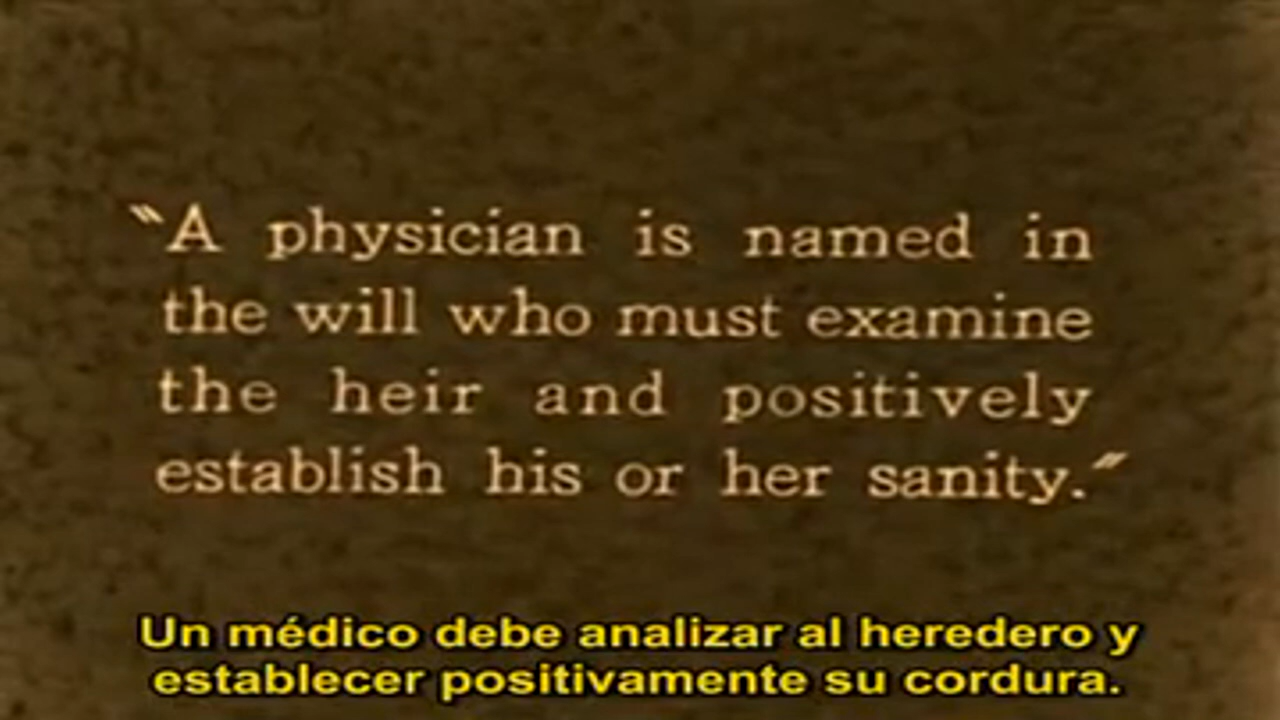 "A physician is named in
the will who must examine
the heir and positively
establish his or her sanity."
Un médico debe analizar al heredero y
establecer positivamente su cordura.